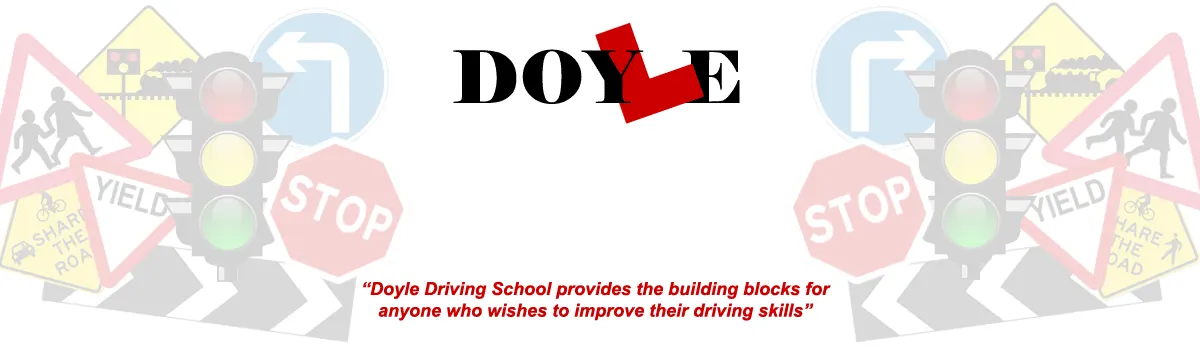 DOYLE
YIELD
STOP
SHARE
THE
ROAD
STOP
YIELD
SHARE
THE
ROAD
“Doyle Driving School provides the building blocks for
anyone who wishes to improve their driving skills”